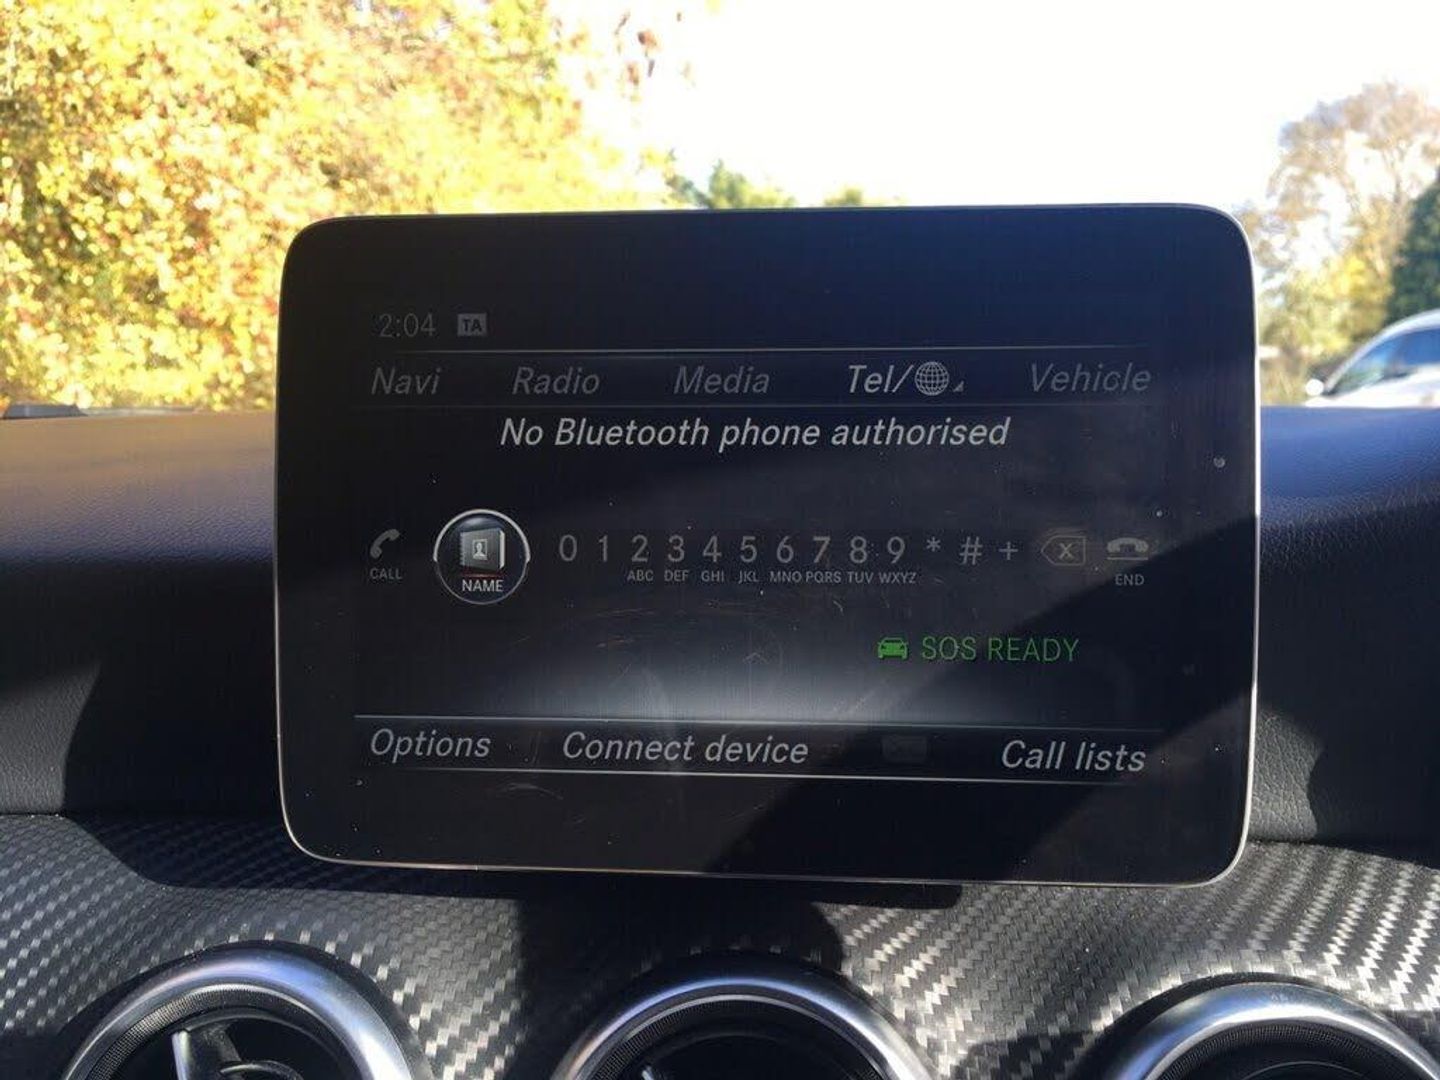 2:04 TA
Navi Radio Media Tel/ Vehicle
No Bluetooth phone authorised
CALL NAME 0 1 2 3 4 5 6 7 8 9 * # + X END
ABC DEF GHI JKL MNO PQRS TUV WXYZ
SOS READY
Options Connect device Call lists